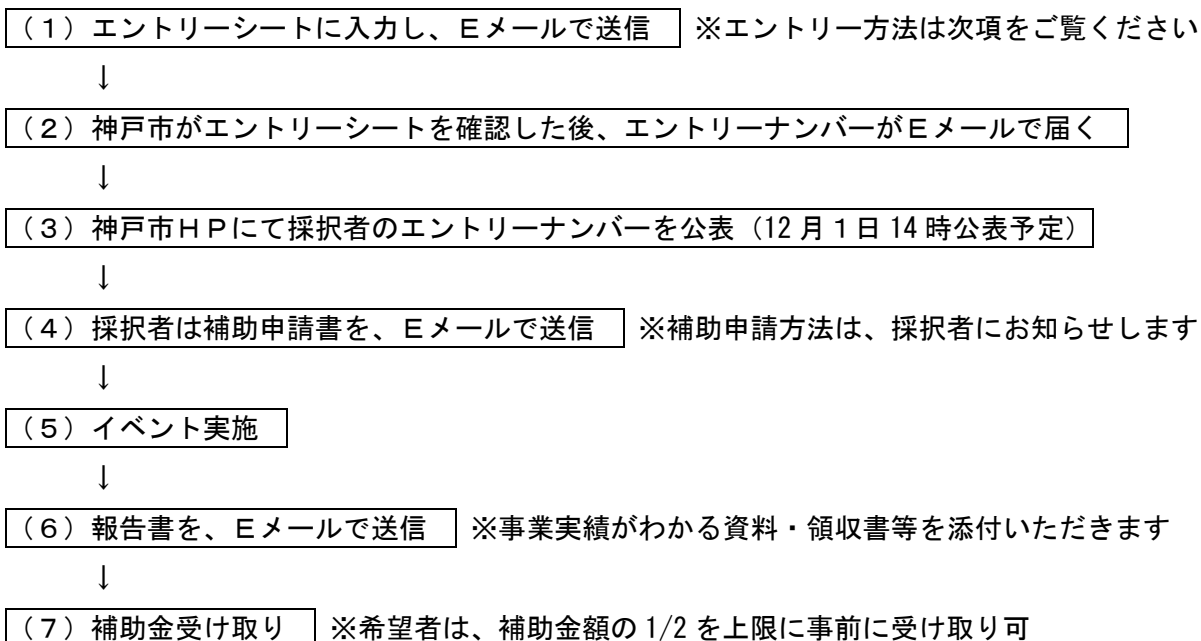 （１）エントリーシートに入力し、Ｅメールで送信 ※エントリー方法は次項をご覧ください
↓
（２）神戸市がエントリーシートを確認した後、エントリーナンバーがＥメールで届く
↓
（３）神戸市ＨＰにて採択者のエントリーナンバーを公表（12月１日14時公表予定）
↓
（４）採択者は補助申請書を、Ｅメールで送信 ※補助申請方法は、採択者にお知らせします
↓
（５）イベント実施
↓
（６）報告書を、Ｅメールで送信 ※事業実績がわかる資料・領収書等を添付いただきます
↓
（７）補助金受け取り ※希望者は、補助金額の1/2を上限に事前に受け取り可